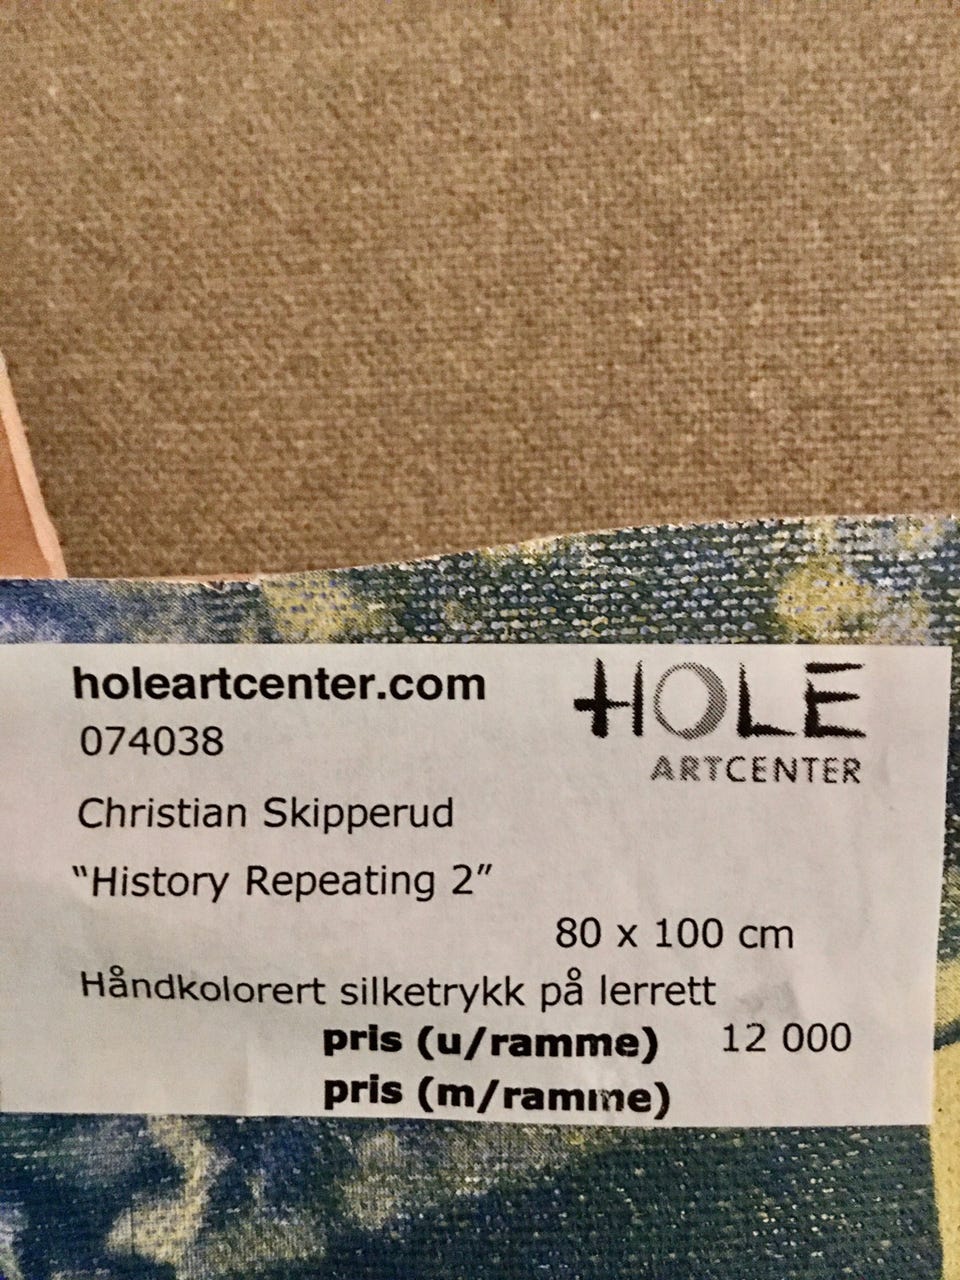 holeartcenter.com
HOLE
ARTCENTER
074038
Christian Skipperud
“History Repeating 2”
80 x 100 cm
Håndkolorert silketrykk på lerrett
pris (u/ramme) 12 000
pris (m/ramme)